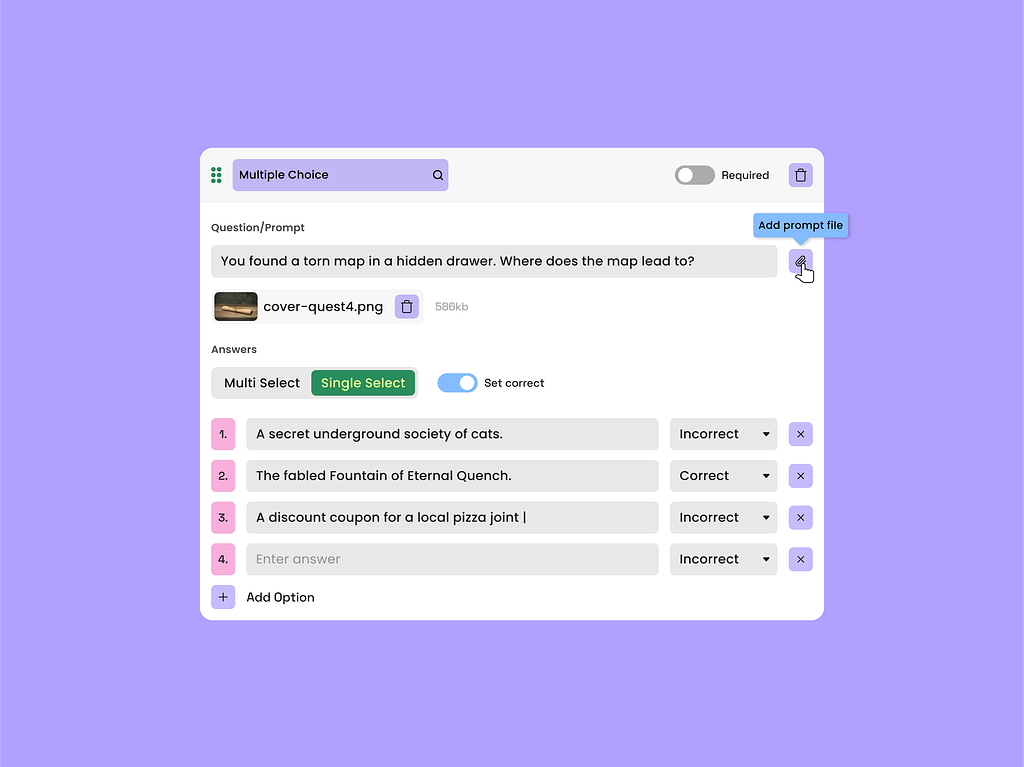 Multiple Choice
Required
Question/Prompt
Add prompt file
You found a torn map in a hidden drawer. Where does the map lead to?
cover-quest4.png
586kb
Answers
Multi Select
Single Select
Set correct
1. A secret underground society of cats. Incorrect
2. The fabled Fountain of Eternal Quench. Correct
3. A discount coupon for a local pizza joint | Incorrect
4. Enter answer Incorrect
+ Add Option